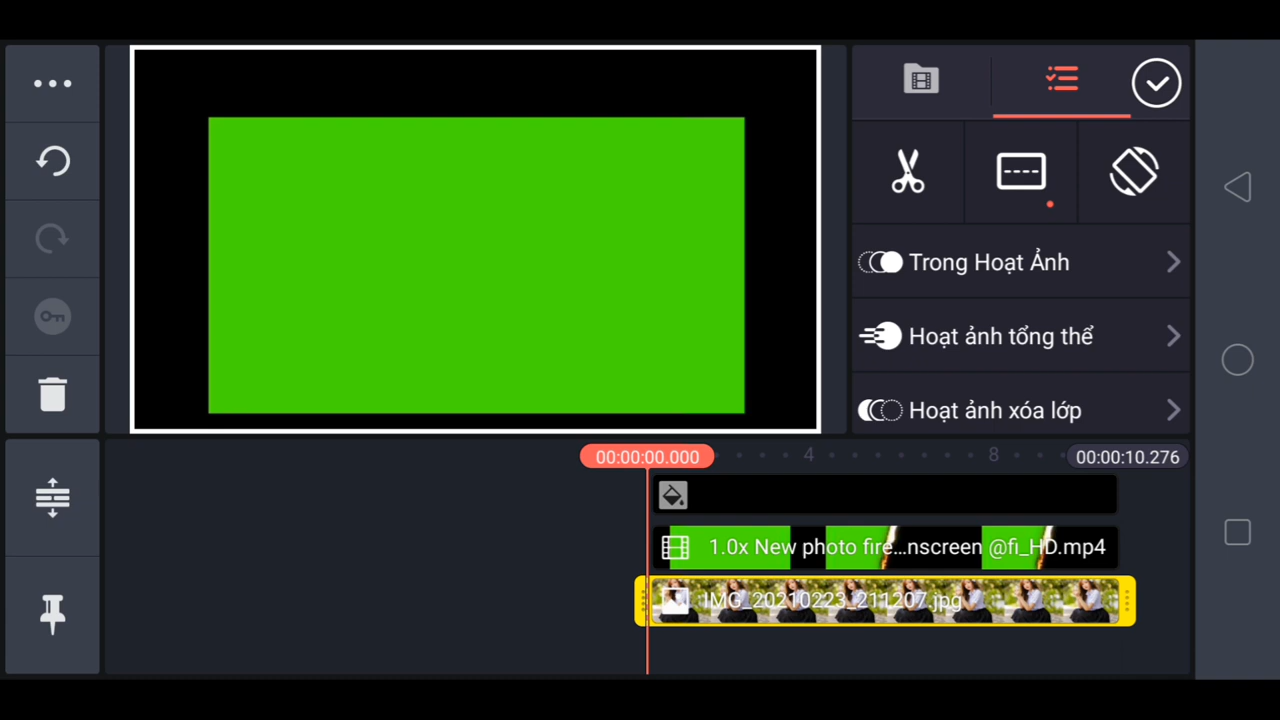 Trong Hoạt Ảnh
Hoạt ảnh tổng thể
Hoạt ảnh xóa lớp
00:00:00.000
4
8
00:00:10.276
1.0x New photo fire...nscreen @fi_HD.mp4
IMG_20210223_211207.jpg